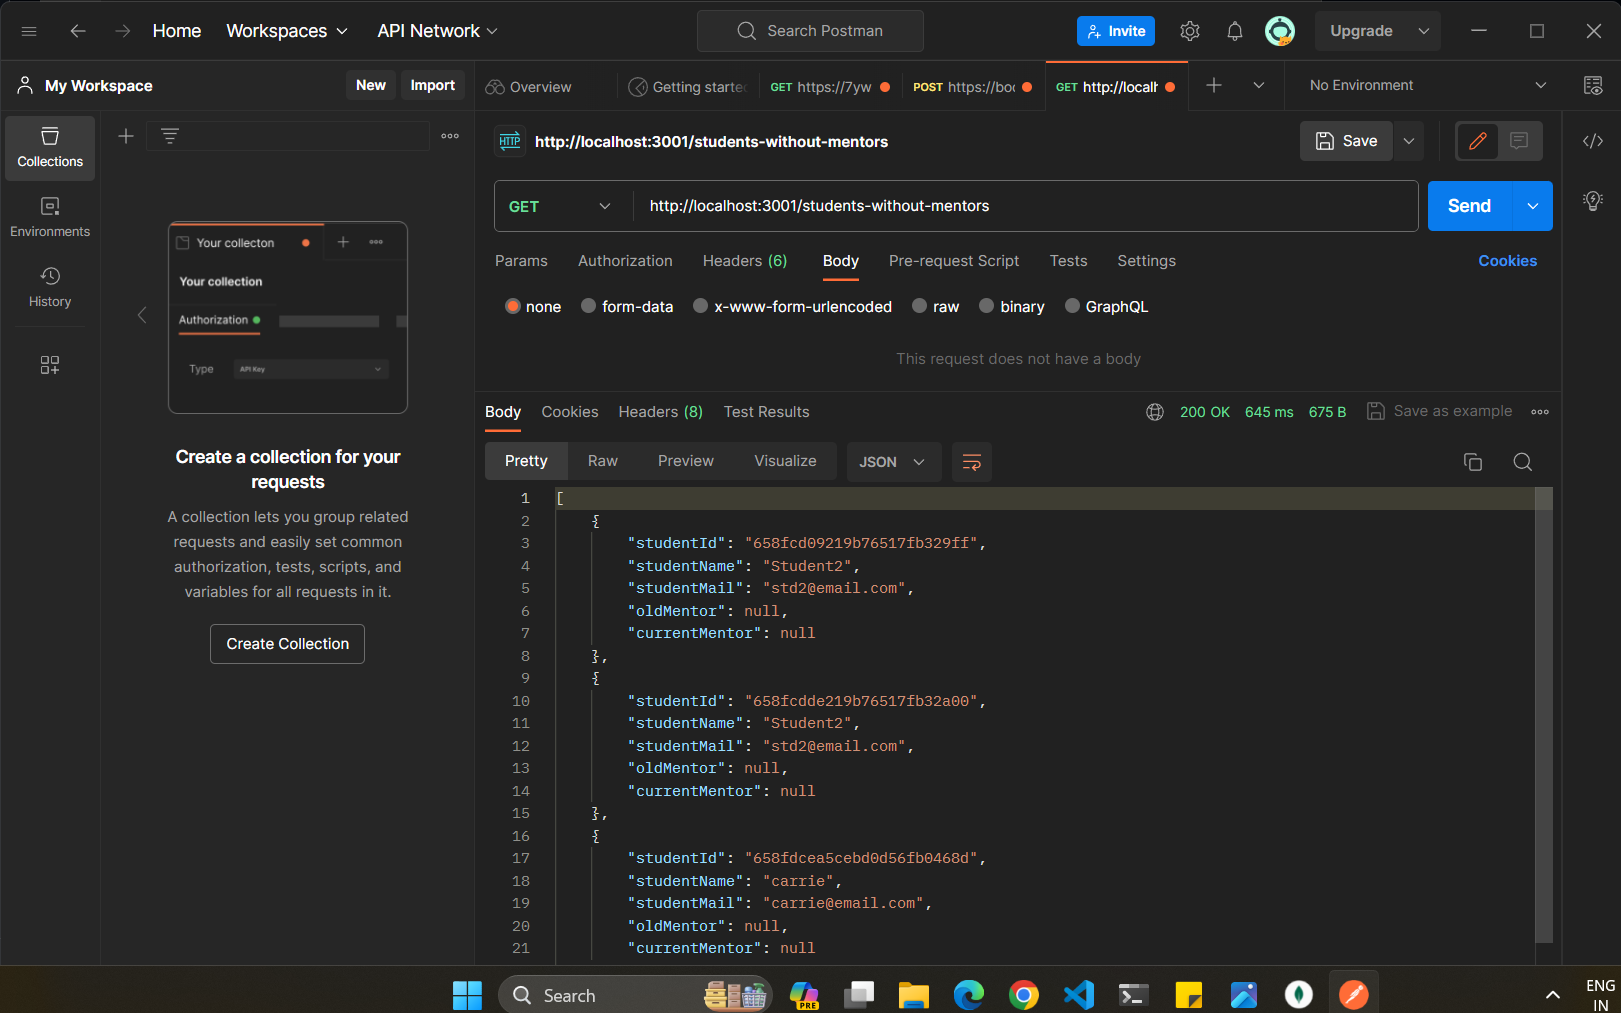 Home Workspaces API Network Search Postman Invite Upgrade
My Workspace New Import Overview Getting starte GET https://7yw POST https://boo GET http://localh No Environment
Collections
Environments
History
Your collecton
Your collection
Authorization
Type API Key
Create a collection for your
requests
A collection lets you group related
requests and easily set common
authorization, tests, scripts, and
variables for all requests in it.
Create Collection
HTTP http://localhost:3001/students-without-mentors Save
GET http://localhost:3001/students-without-mentors Send
Params Authorization Headers (6) Body Pre-request Script Tests Settings Cookies
none form-data x-www-form-urlencoded raw binary GraphQL
This request does not have a body
Body Cookies Headers (8) Test Results 200 OK 645 ms 675 B Save as example
Pretty Raw Preview Visualize JSON
1 [
2 {
3 "studentId": "658fcd09219b76517fb329ff",
4 "studentName": "Student2",
5 "studentMail": "std2@email.com",
6 "oldMentor": null,
7 "currentMentor": null
8 },
9 {
10 "studentId": "658fcdde219b76517fb32a00",
11 "studentName": "Student2",
12 "studentMail": "std2@email.com",
13 "oldMentor": null,
14 "currentMentor": null
15 },
16 {
17 "studentId": "658fdcea5cebd0d56fb0468d",
18 "studentName": "carrie",
19 "studentMail": "carrie@email.com",
20 "oldMentor": null,
21 "currentMentor": null
Search PRE ENG
IN